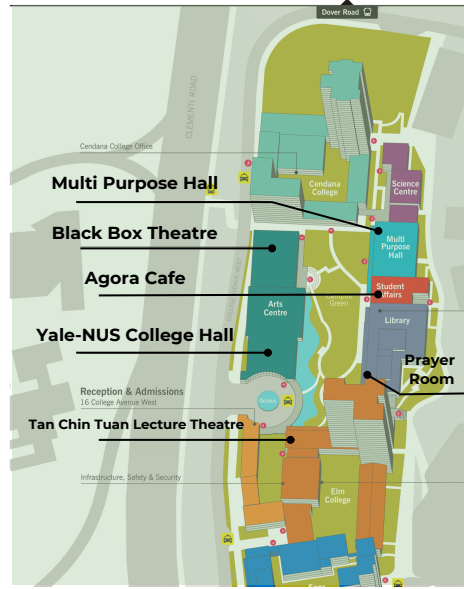 Dover Road
CLEMENTI ROAD
Cendana College Office
Multi Purpose Hall
Cendana
College
Science
Centre
Black Box Theatre
Multi
Purpose
Hall
Agora Cafe
Student
Affairs
Campus
Green
Arts
Centre
Library
Yale-NUS College Hall
Prayer
Room
Reception & Admissions
16 College Avenue West
Oculus
Tan Chin Tuan Lecture Theatre
Infrastructure, Safety & Security
Elm
College